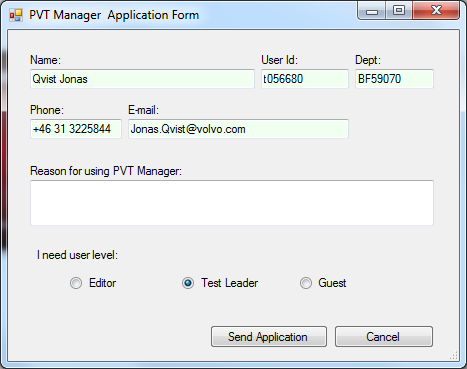 PVT Manager Application Form
Name: User Id: Dept:
Qvist Jonas t056680 BF59070
Phone: E-mail:
+46 31 3225844 Jonas.Qvist@volvo.com
Reason for using PVT Manager:
I need user level:
Editor Test Leader Guest
Send Application Cancel